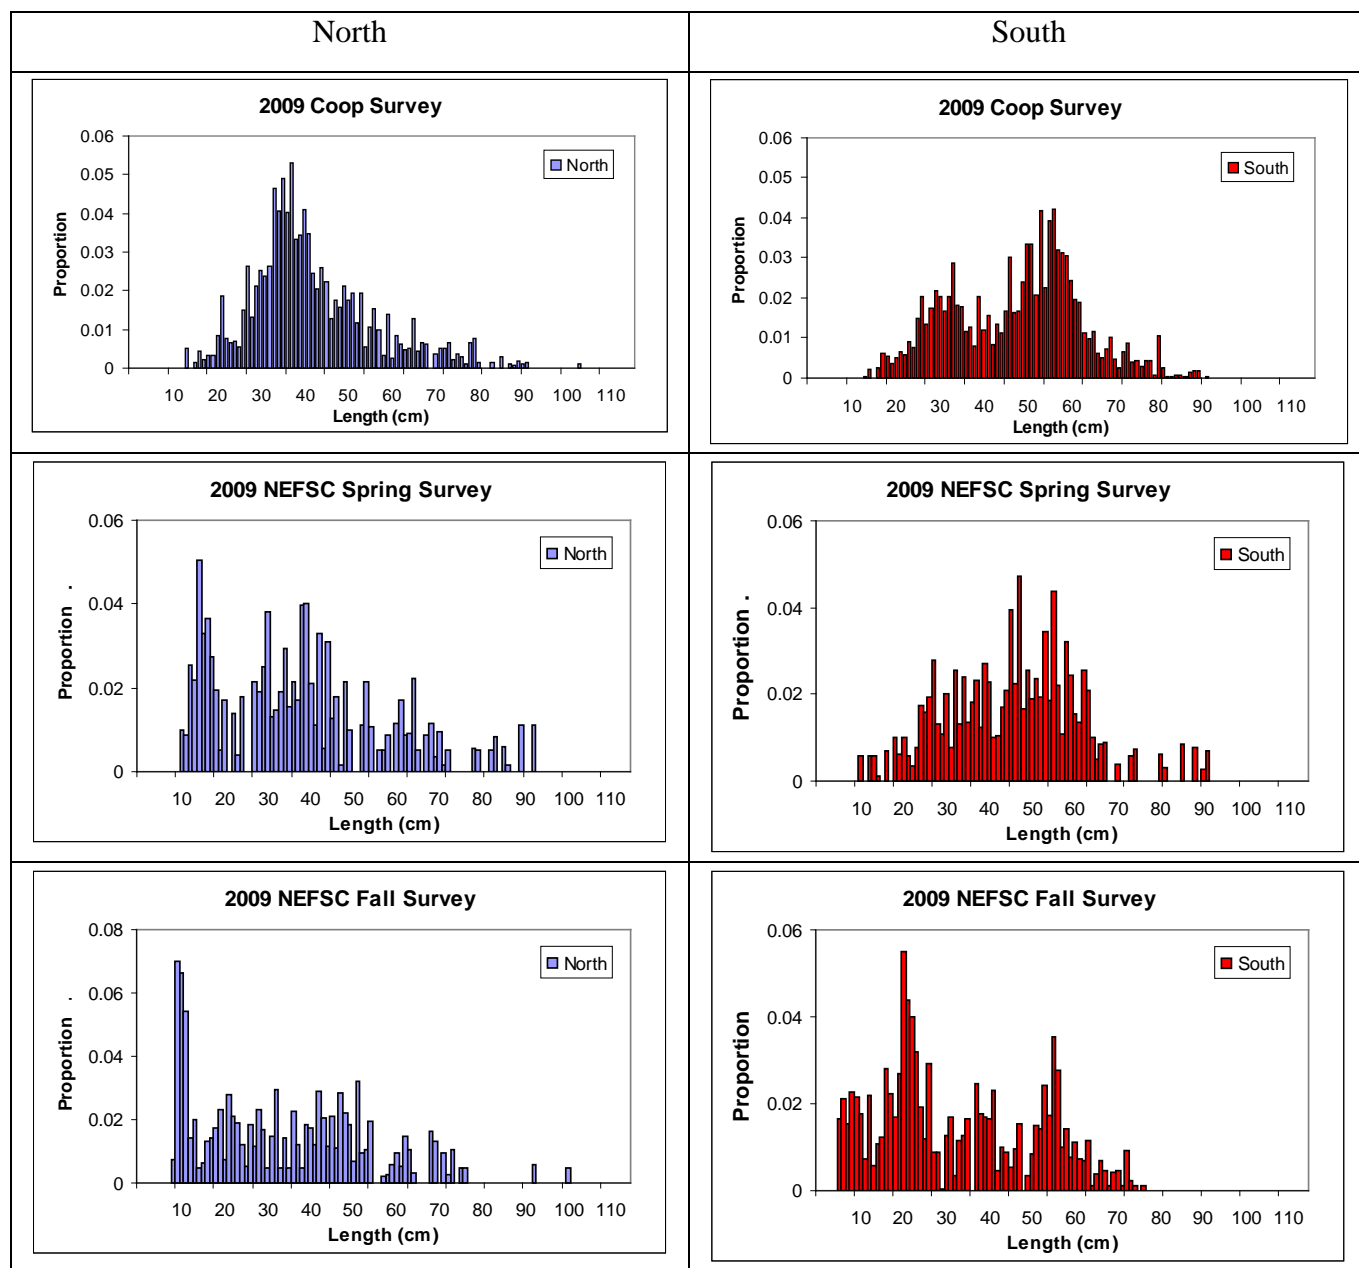 North
South
2009 Coop Survey
0.06
0.05
0.04
0.03
0.02
0.01
0
Proportion
North
10 20 30 40 50 60 70 80 90 100 110
Length (cm)
2009 Coop Survey
0.06
0.05
0.04
0.03
0.02
0.01
0
Proportion
South
10 20 30 40 50 60 70 80 90 100 110
Length (cm)
2009 NEFSC Spring Survey
0.06
0.04
0.02
0
Proportion .
North
10 20 30 40 50 60 70 80 90 100 110
Length (cm)
2009 NEFSC Spring Survey
0.06
0.04
0.02
0
Proportion .
South
10 20 30 40 50 60 70 80 90 100 110
Length (cm)
2009 NEFSC Fall Survey
0.08
0.06
0.04
0.02
0
Proportion .
North
10 20 30 40 50 60 70 80 90 100 110
Length (cm)
2009 NEFSC Fall Survey
0.06
0.04
0.02
0
Proportion
South
10 20 30 40 50 60 70 80 90 100 110
Length (cm)